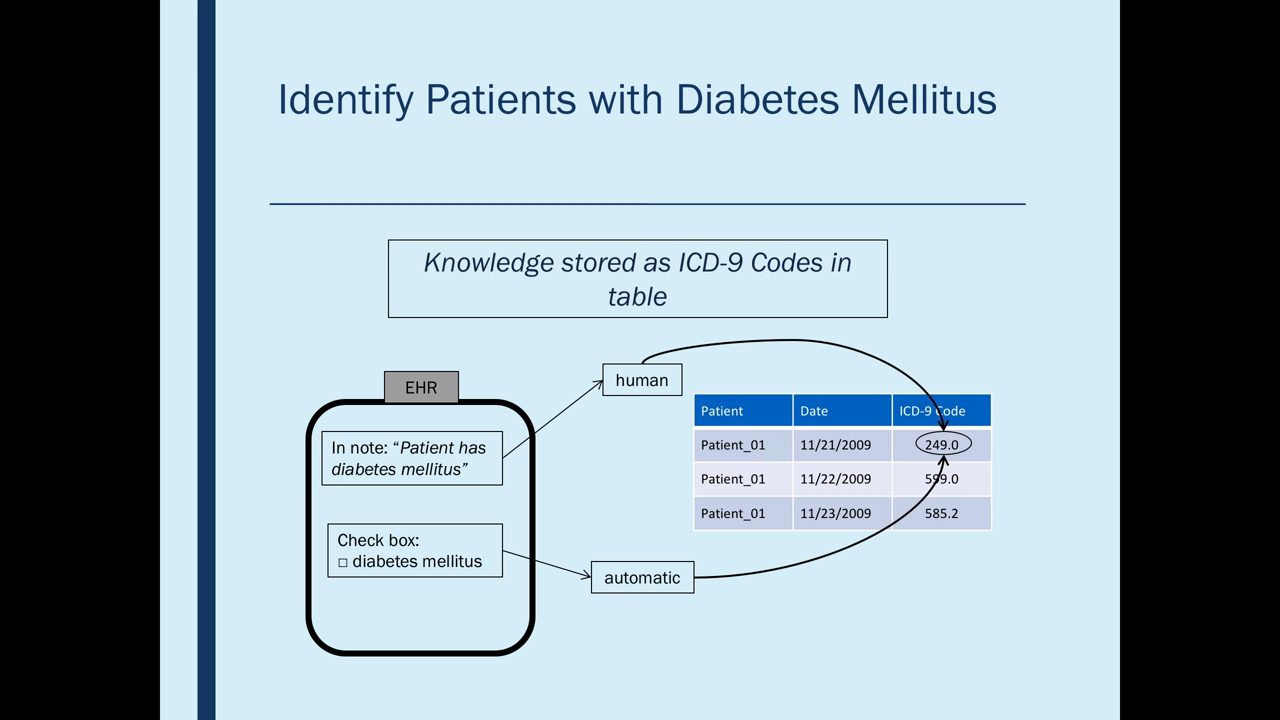 Identify Patients with Diabetes Mellitus
Knowledge stored as ICD-9 Codes in
table
EHR
In note: “Patient has
diabetes mellitus”
Check box:
□ diabetes mellitus
human
automatic
Patient Date ICD-9 Code
Patient_01 11/21/2009 249.0
Patient_01 11/22/2009 599.0
Patient_01 11/23/2009 585.2